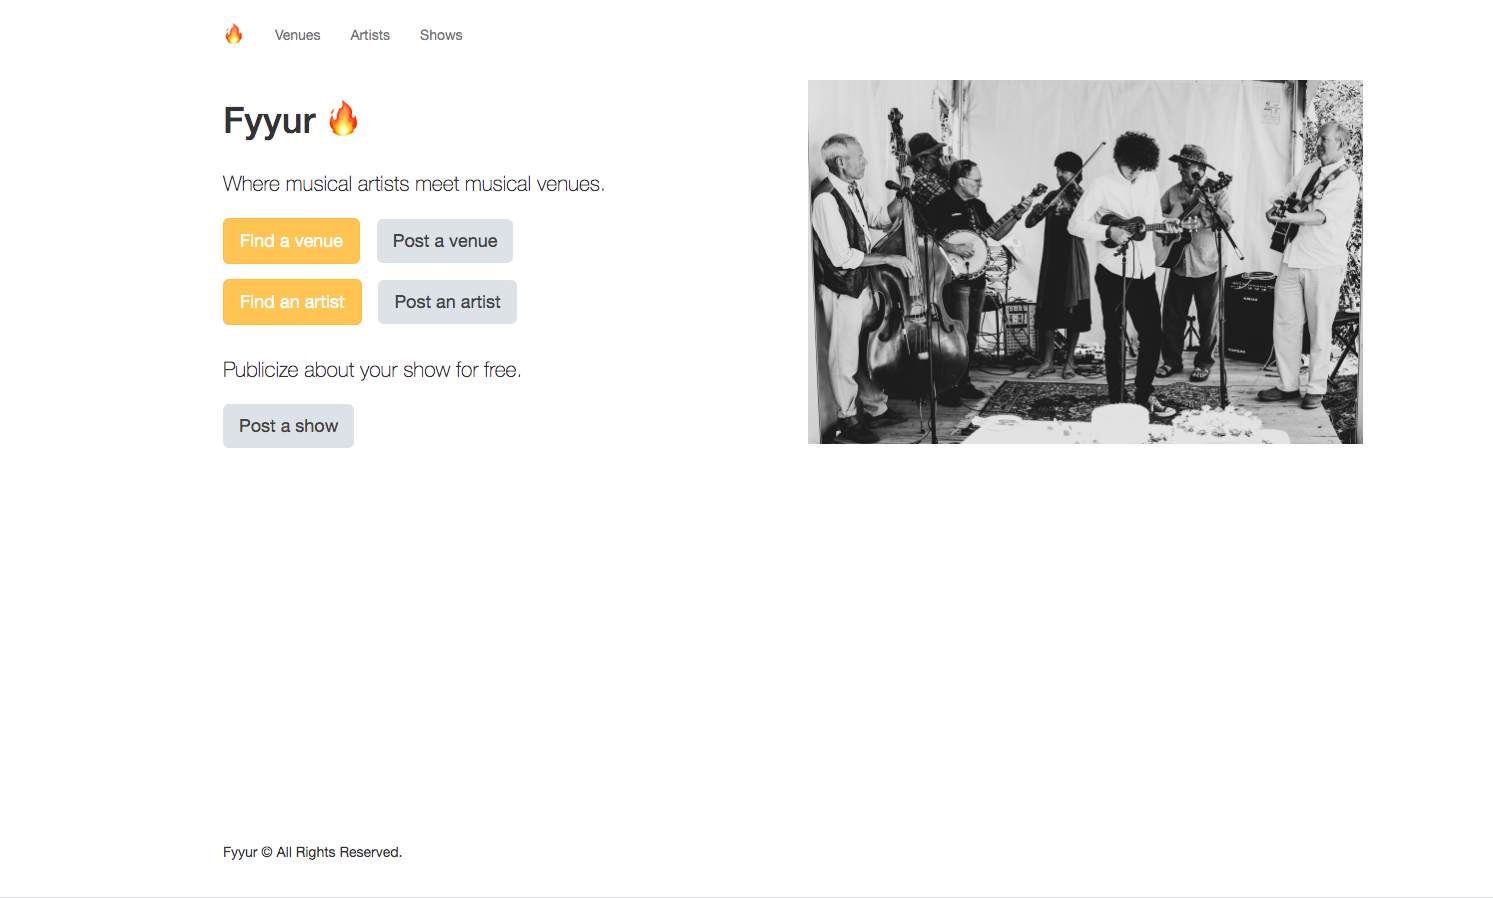 Venues Artists Shows
Fyyur
Where musical artists meet musical venues.
Find a venue Post a venue
Find an artist Post an artist
Publicize about your show for free.
Post a show
Fyyur © All Rights Reserved.